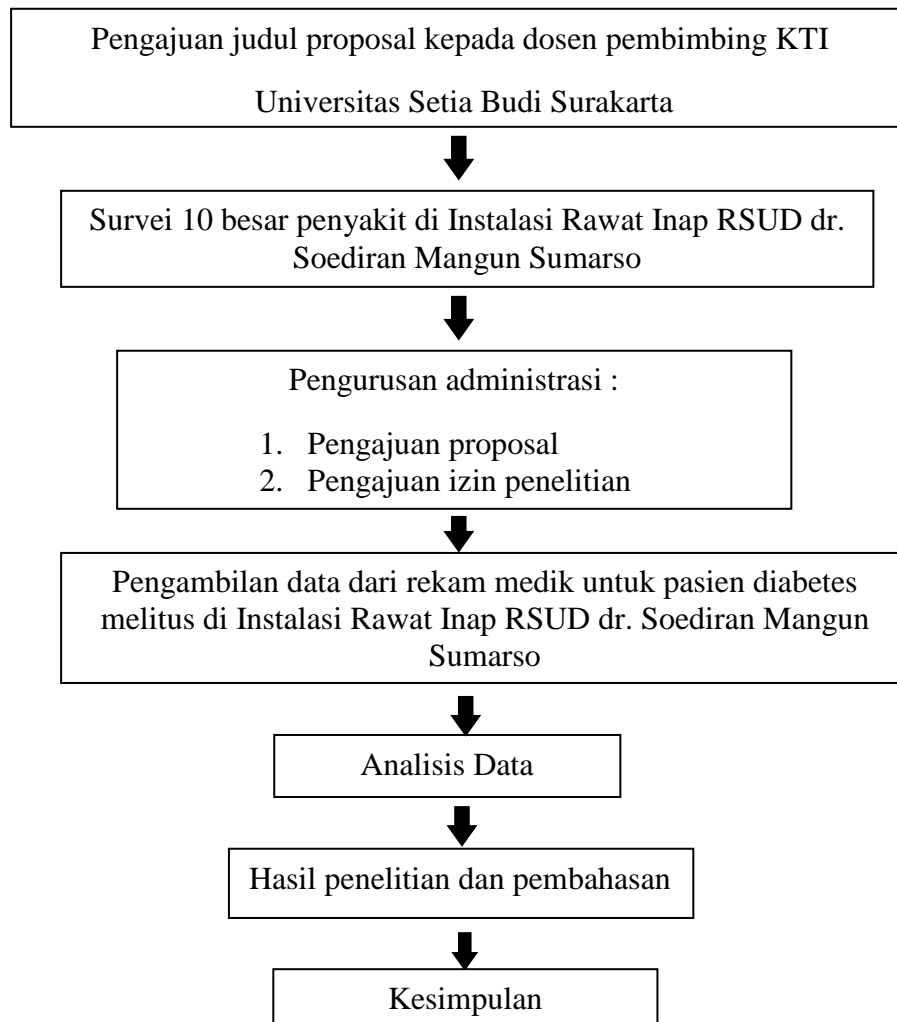 Pengajuan judul proposal kepada dosen pembimbing KTI
Universitas Setia Budi Surakarta
Survei 10 besar penyakit di Instalasi Rawat Inap RSUD dr.
Soediran Mangun Sumarso
Pengurusan administrasi :
1. Pengajuan proposal
2. Pengajuan izin penelitian
Pengambilan data dari rekam medik untuk pasien diabetes
melitus di Instalasi Rawat Inap RSUD dr. Soediran Mangun
Sumarso
Analisis Data
Hasil penelitian dan pembahasan
Kesimpulan